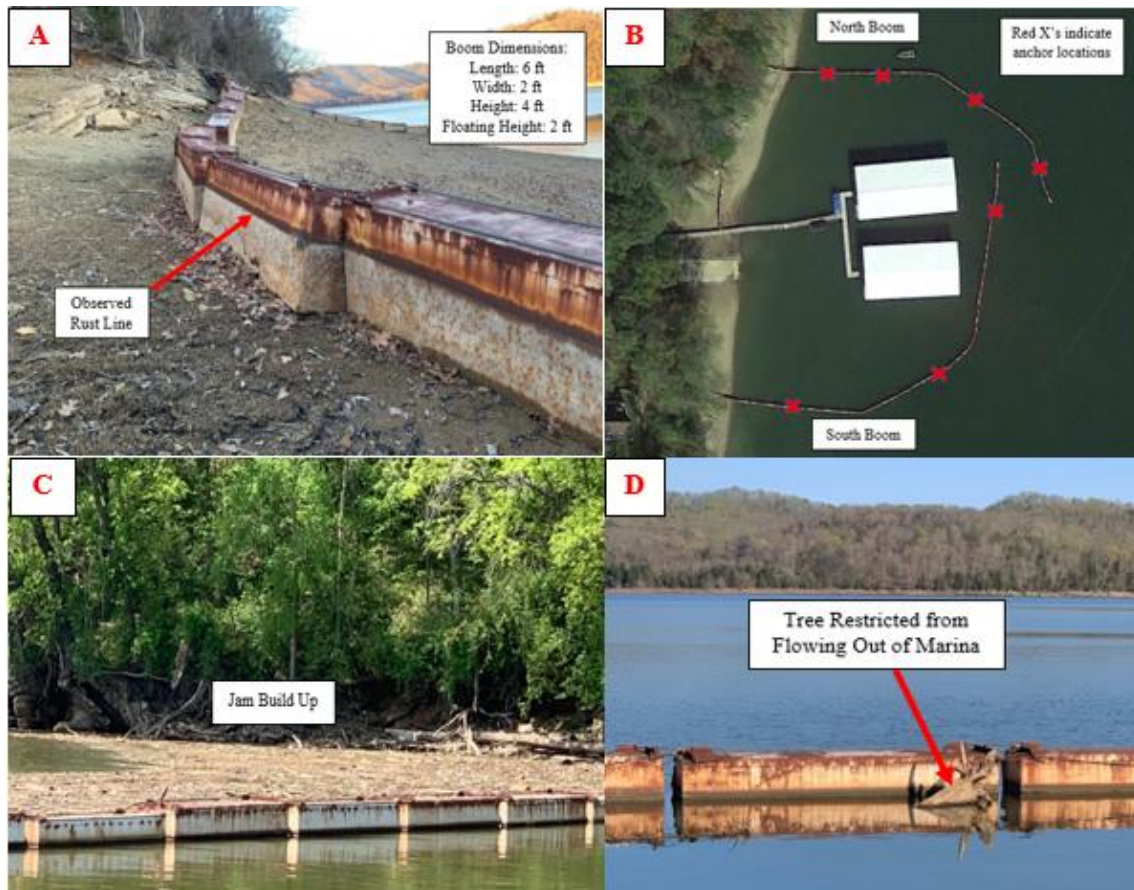 A
Boom Dimensions:
Length: 6 ft
Width: 2 ft
Height: 4 ft
Floating Height: 2 ft
Observed
Rust Line
B
North Boom
Red X's indicate
anchor locations
South Boom
C
Jam Build Up
D
Tree Restricted from
Flowing Out of Marina